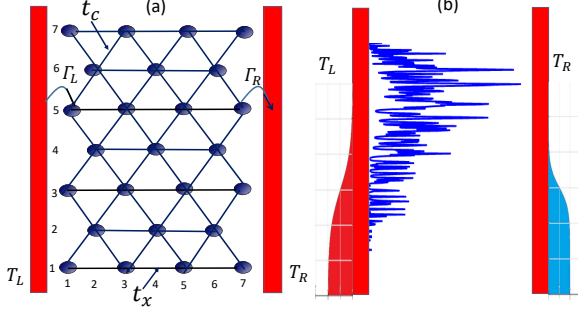 (a)
(b)
7
t_c
T_L
T_R
6
Γ_L
Γ_R
5
4
3
2
1
T_L
T_R
1 2 3 4 5 6 7
t_x